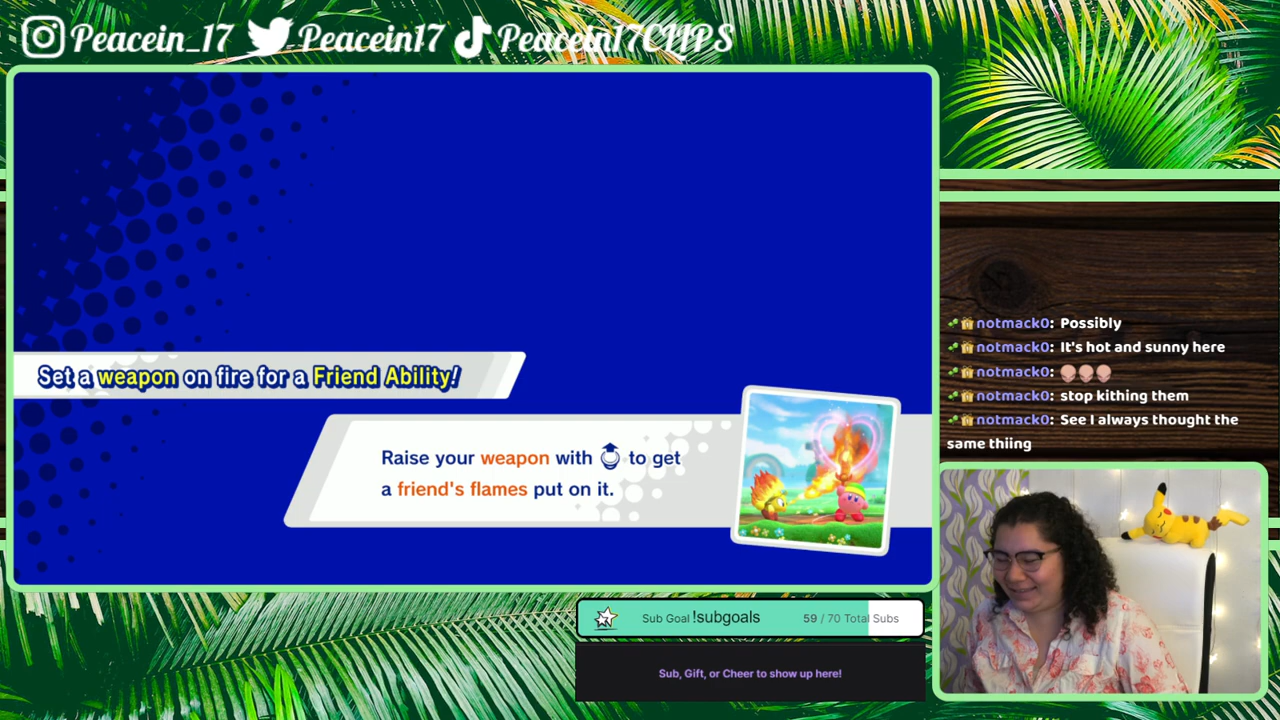 Peacein_17 Peacein17 Peacein17CLIPS
Set a weapon on fire for a Friend Ability!
Raise your weapon with to get
a friend's flames put on it.
notmack0: Possibly
notmack0: It's hot and sunny here
notmack0:
notmack0: stop kithing them
notmack0: See I always thought the
same thiing
Sub Goal !subgoals 59 / 70 Total Subs
Sub, Gift, or Cheer to show up here!